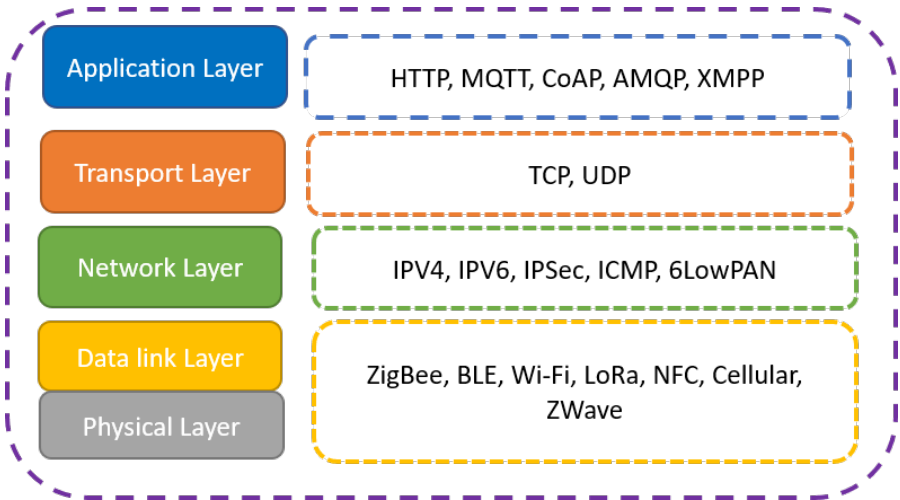 Application Layer
HTTP, MQTT, CoAP, AMQP, XMPP
Transport Layer
TCP, UDP
Network Layer
IPV4, IPV6, IPSec, ICMP, 6LowPAN
Data link Layer
Physical Layer
ZigBee, BLE, Wi-Fi, LoRa, NFC, Cellular,
ZWave